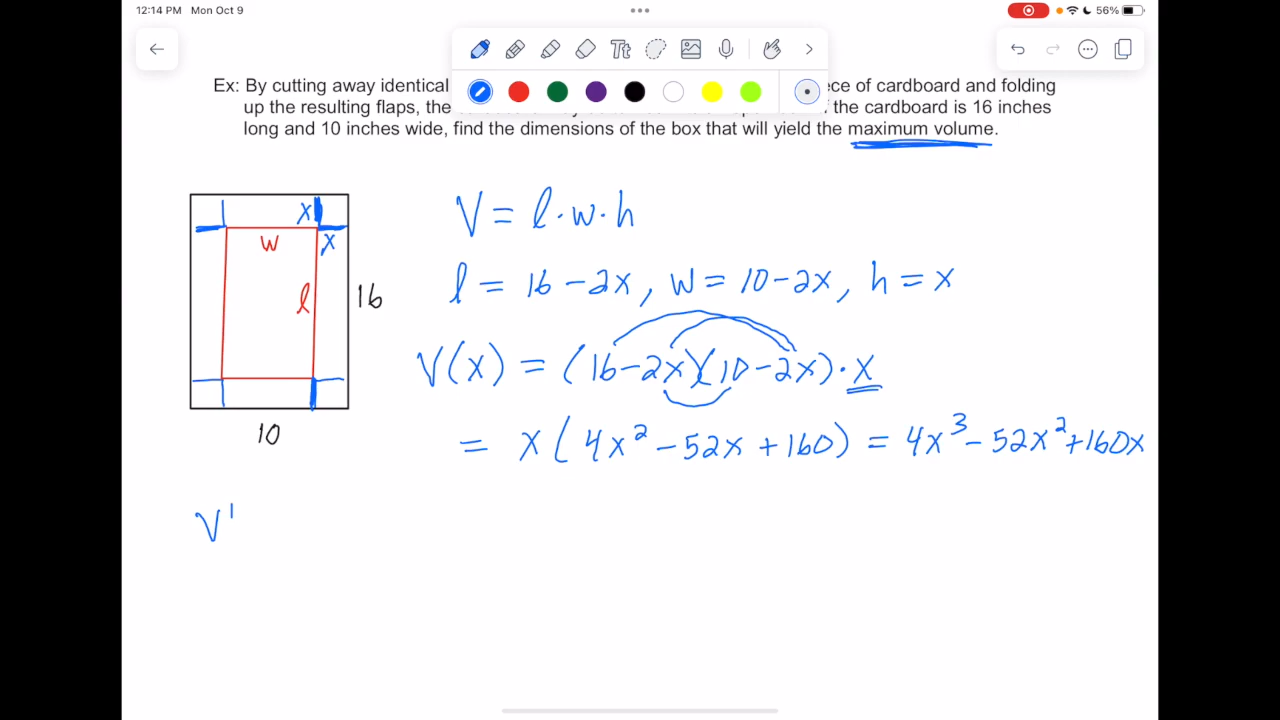 12:14 PM Mon Oct 9
56%
Tt
Ex: By cutting away identical ece of cardboard and folding
up the resulting flaps, the the cardboard is 16 inches
long and 10 inches wide, find the dimensions of the box that will yield the maximum volume.
V = l·w·h
x
w x
l = 16-2x, w = 10-2x, h = x
l 16
V(x) = (16-2x)(10-2x)·x
10
= x(4x² -52x +160) = 4x³ -52x² +160x
V'